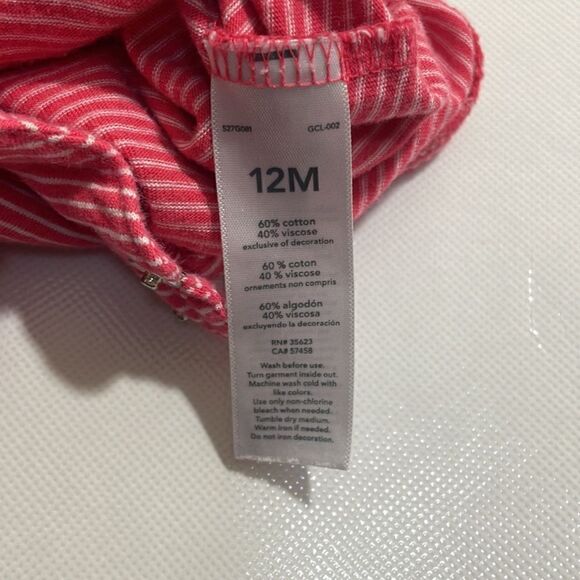 527G081 GCL-002
12M
60% cotton
40% viscose
exclusive of decoration
60 % coton
40 % viscose
ornements non compris
60% algodón
40% viscosa
excluyendo la decoración
RN# 35623
CA# 57458
Wash before use.
Turn garment inside out.
Machine wash cold with
like colors.
Use only non-chlorine
bleach when needed.
Tumble dry medium.
Warm iron if needed.
Do not iron decoration.